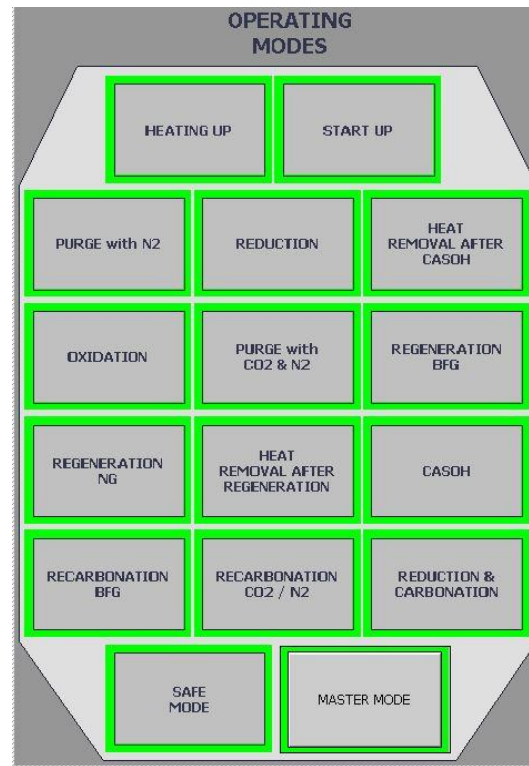 OPERATING
MODES
HEATING UP
START UP
PURGE with N2
REDUCTION
HEAT
REMOVAL AFTER
CASOH
OXIDATION
PURGE with
CO2 & N2
REGENERATION
BFG
REGENERATION
NG
HEAT
REMOVAL AFTER
REGENERATION
CASOH
RECARBONATION
BFG
RECARBONATION
CO2 / N2
REDUCTION &
CARBONATION
SAFE
MODE
MASTER MODE